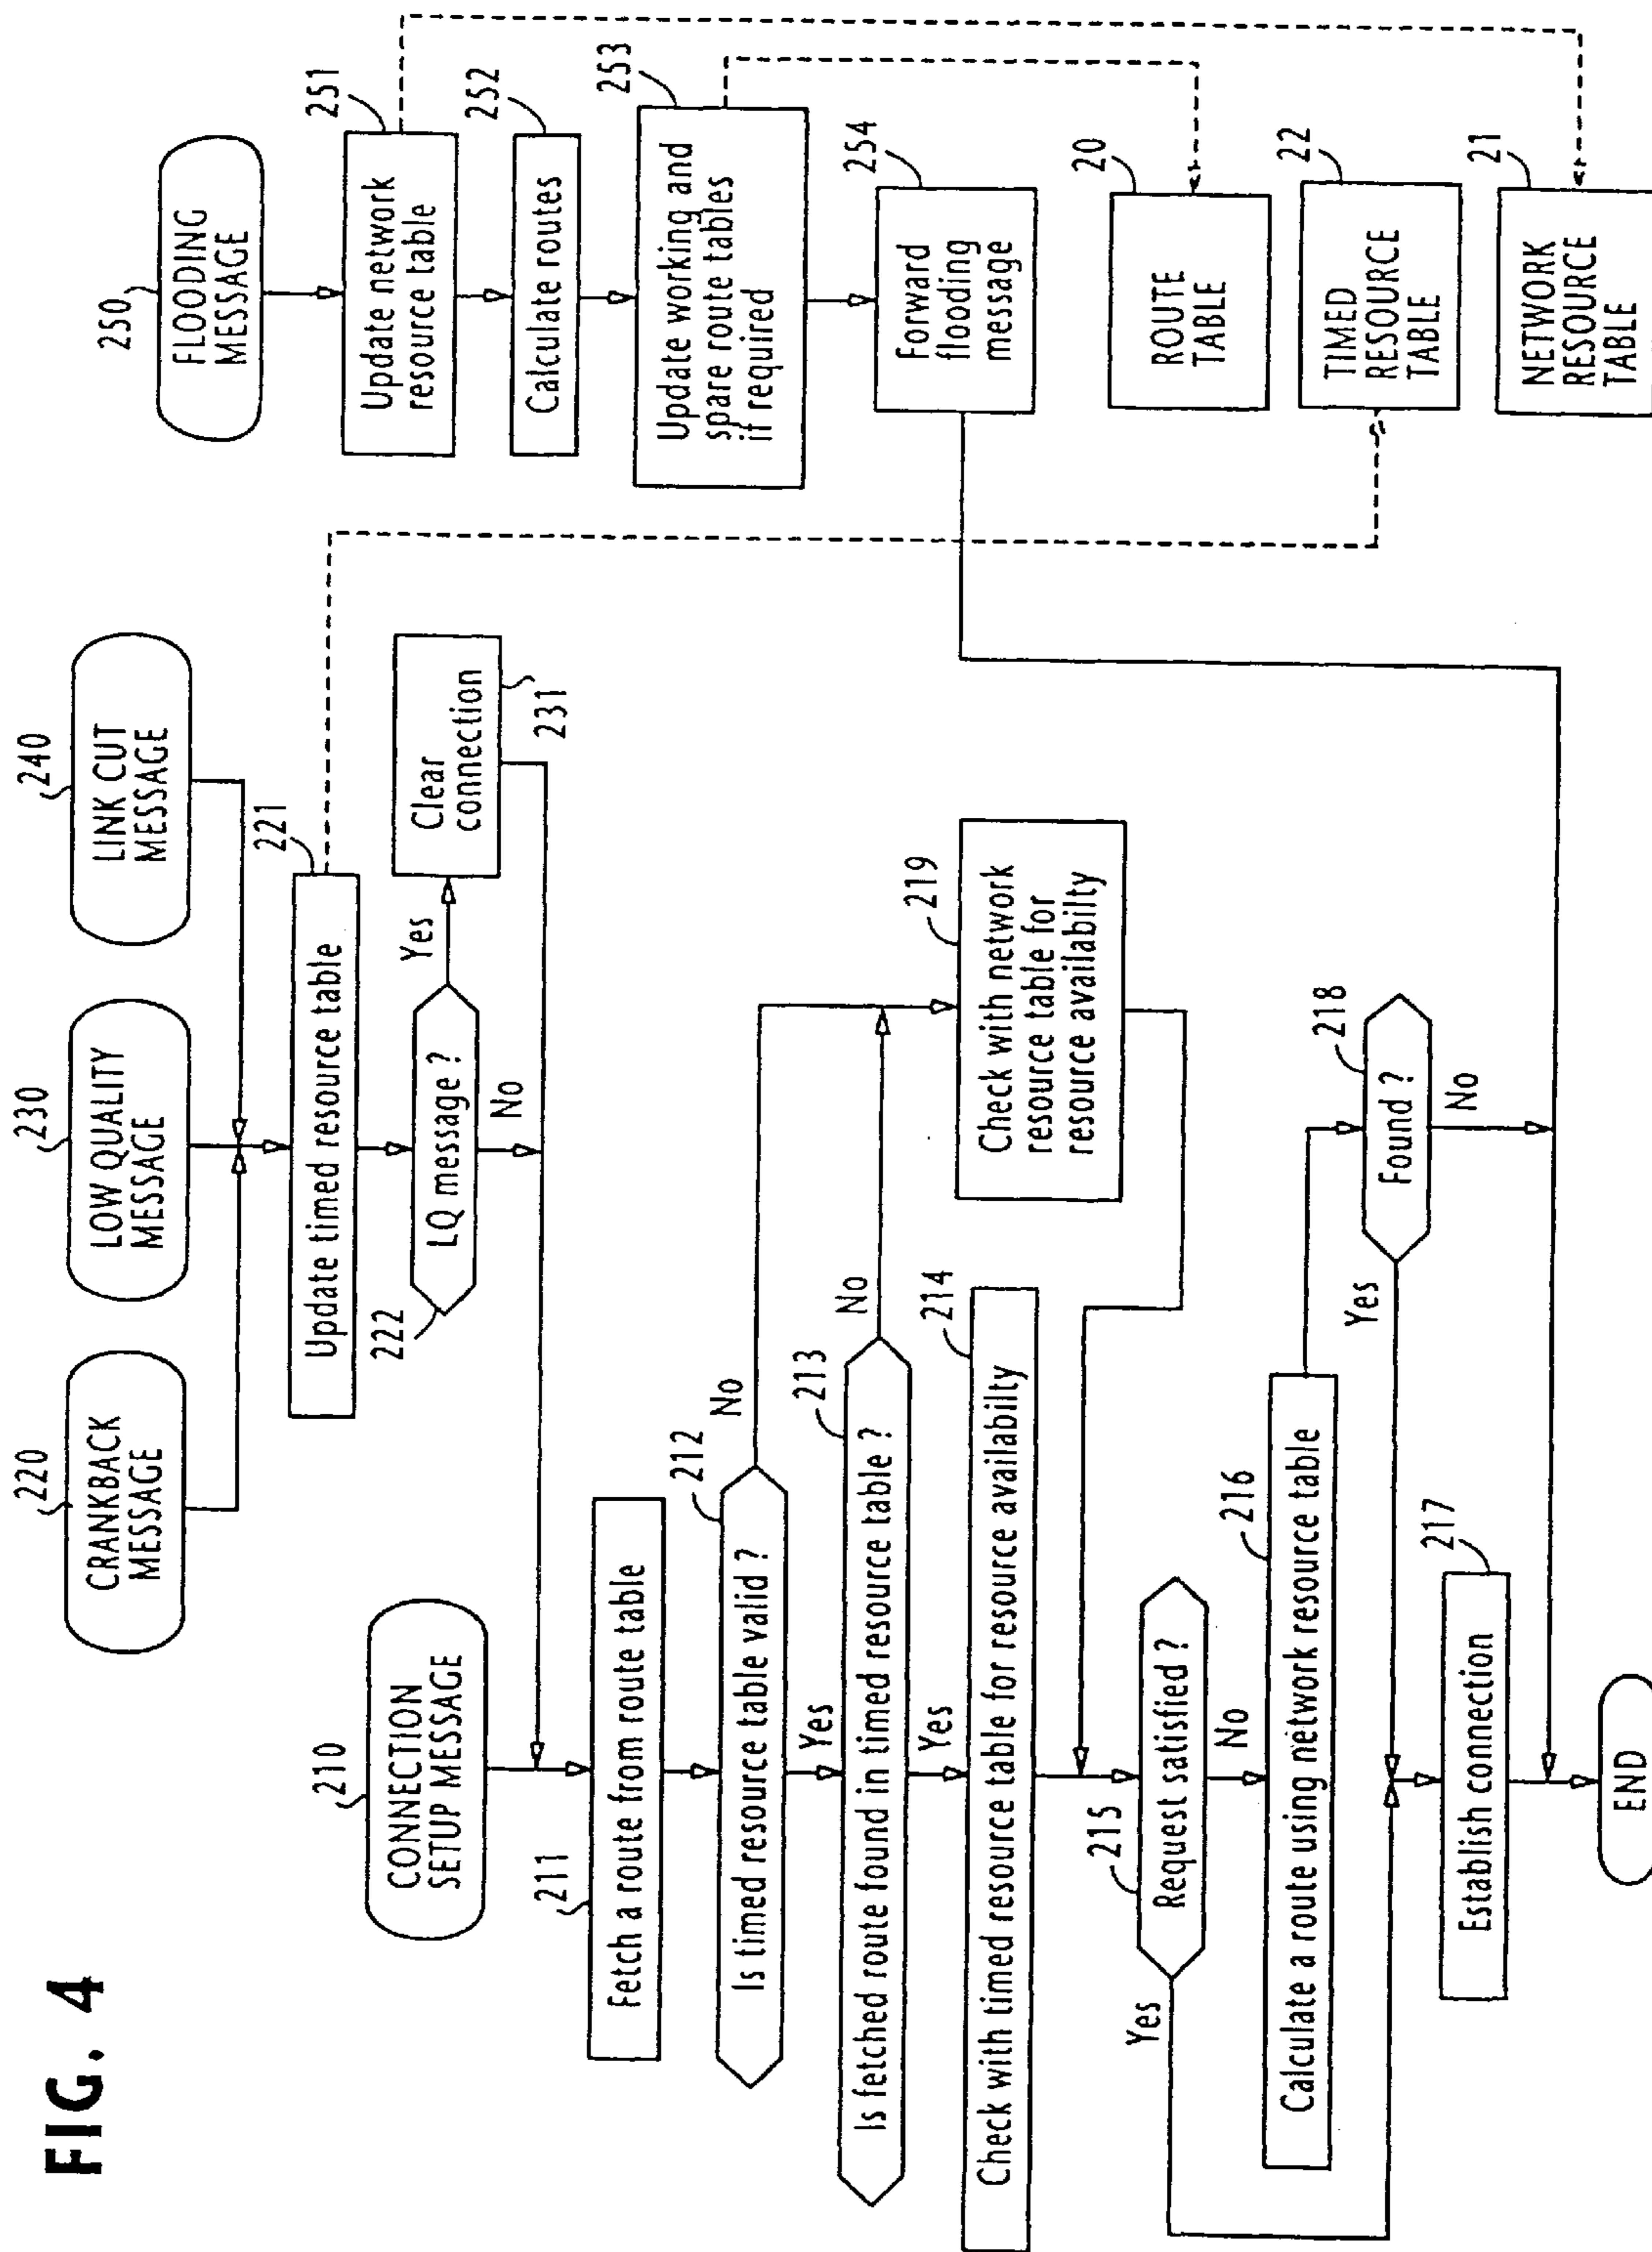 FIG. 4
220
CRANKBACK
MESSAGE
230
LOW QUALITY
MESSAGE
240
LINK CUT
MESSAGE
221
Update timed resource table
222
LQ message ?
Yes
No
Clear
connection
231
210
CONNECTION
SETUP MESSAGE
211
Fetch a route from route table
212
Is timed resource table valid ?
No
Yes
213
Is fetched route found in timed resource table ?
No
Yes
214
Check with timed resource table for resource availability
219
Check with network
resource table for
resource availabilty
215
Request satisfied ?
Yes
No
216
Calculate a route using network resource table
218
Found ?
Yes
No
217
Establish connection
END
250
FLOODING
MESSAGE
251
Update network
resource table
252
Calculate routes
253
Update working and
spare route tables
if required
254
Forward
flooding
message
20
ROUTE
TABLE
22
TIMED
RESOURCE
TABLE
21
NETWORK
RESOURCE
TABLE